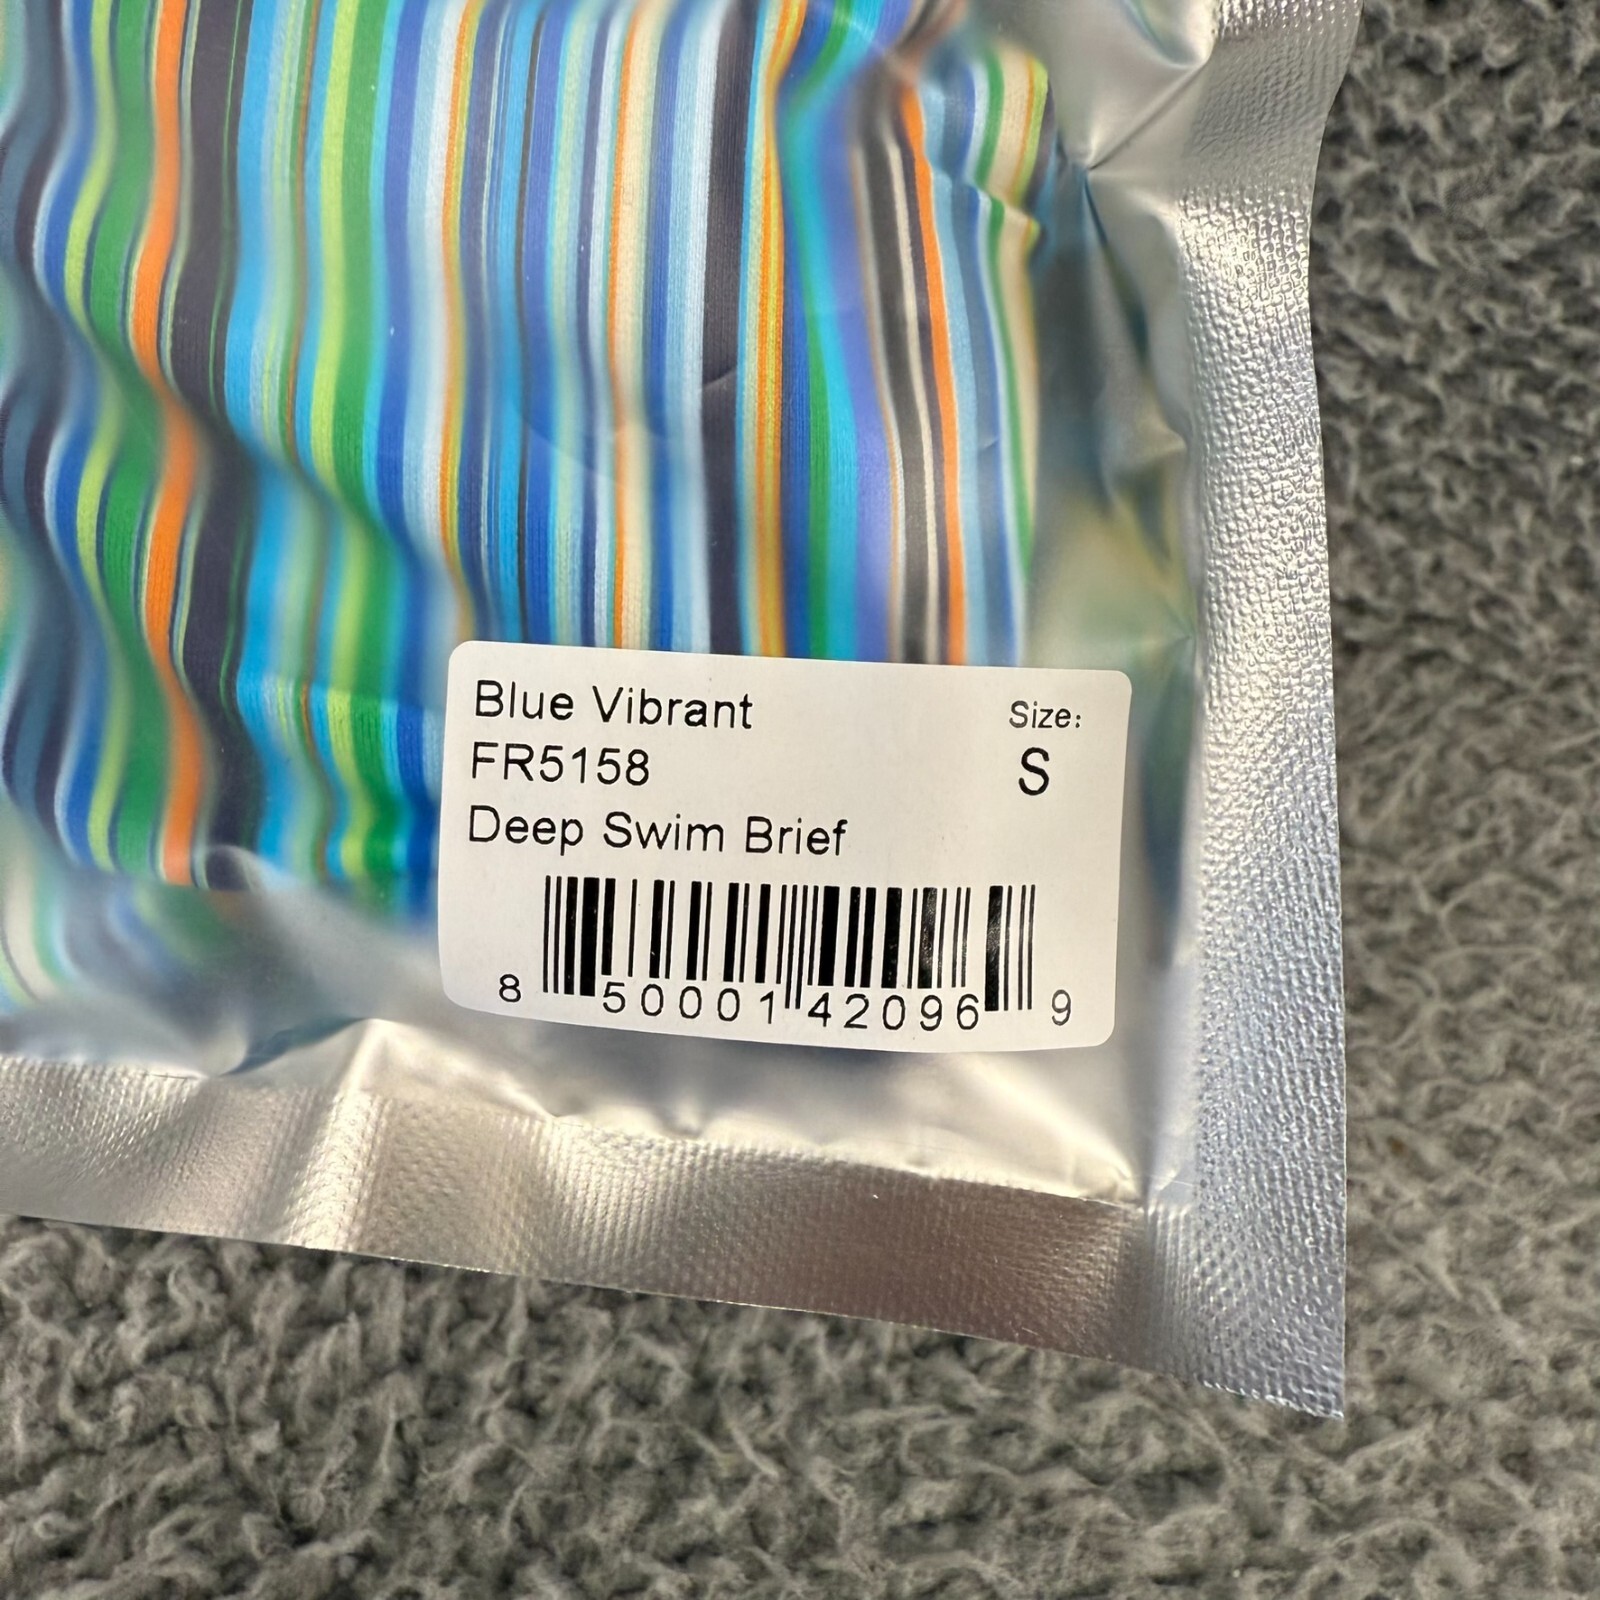 Blue Vibrant
FR5158
Deep Swim Brief
Size:
S
8 50001 42096 9